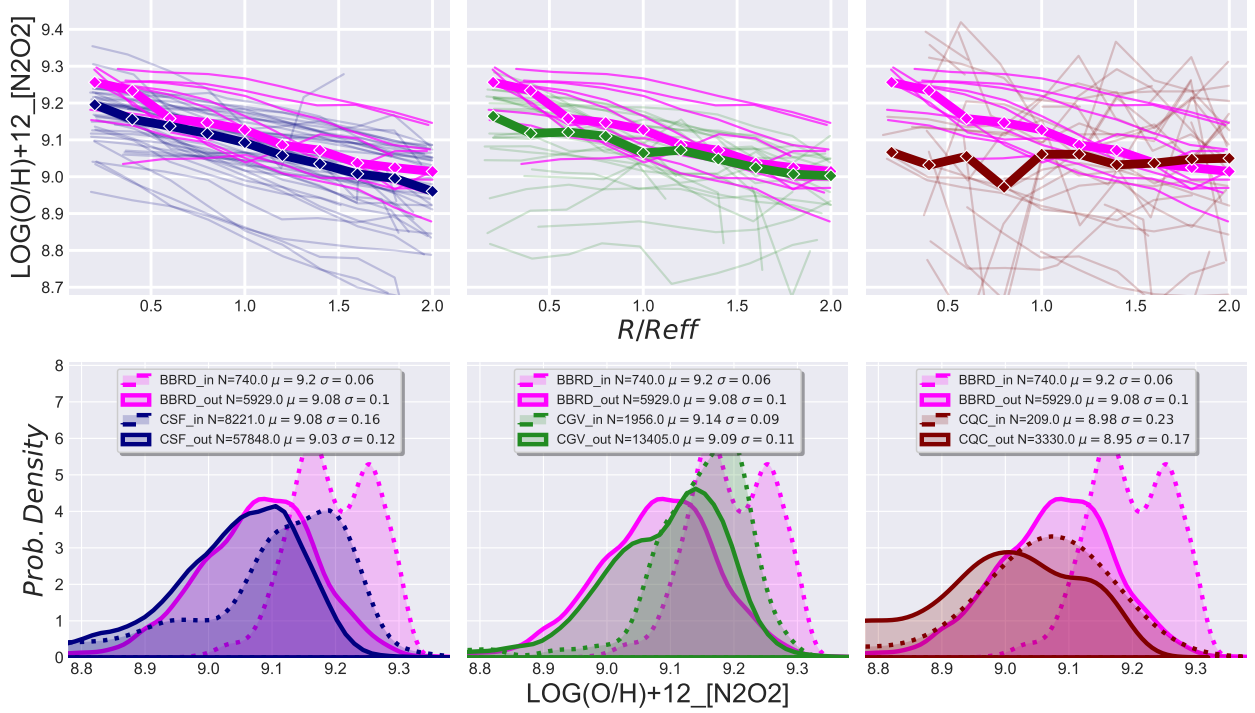 LOG(O/H)+12_[N2O2]
9.4
9.3
9.2
9.1
9.0
8.9
8.8
8.7
0.5 1.0 1.5 2.0
0.5 1.0 1.5 2.0
0.5 1.0 1.5 2.0
R/Reff
Prob. Density
8
7
6
5
4
3
2
1
0
BBRD_in N=740.0 μ = 9.2 σ = 0.06
BBRD_out N=5929.0 μ = 9.08 σ = 0.1
CSF_in N=8221.0 μ = 9.08 σ = 0.16
CSF_out N=57848.0 μ = 9.03 σ = 0.12
BBRD_in N=740.0 μ = 9.2 σ = 0.06
BBRD_out N=5929.0 μ = 9.08 σ = 0.1
CGV_in N=1956.0 μ = 9.14 σ = 0.09
CGV_out N=13405.0 μ = 9.09 σ = 0.11
BBRD_in N=740.0 μ = 9.2 σ = 0.06
BBRD_out N=5929.0 μ = 9.08 σ = 0.1
CQC_in N=209.0 μ = 8.98 σ = 0.23
CQC_out N=3330.0 μ = 8.95 σ = 0.17
8.8 8.9 9.0 9.1 9.2 9.3
8.8 8.9 9.0 9.1 9.2 9.3
8.8 8.9 9.0 9.1 9.2 9.3
LOG(O/H)+12_[N2O2]